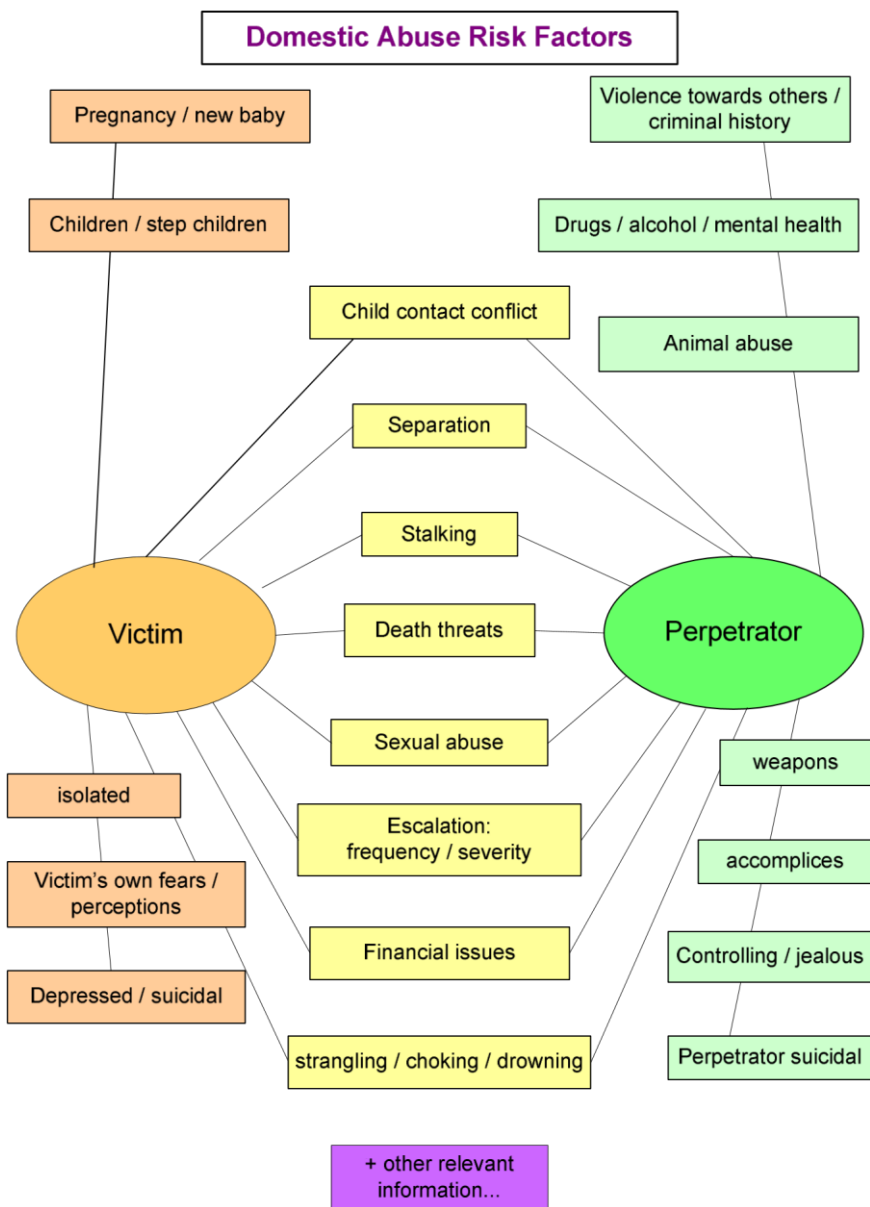 Domestic Abuse Risk Factors
Pregnancy / new baby
Violence towards others /
criminal history
Children / step children
Drugs / alcohol / mental health
Child contact conflict
Animal abuse
Separation
Stalking
Victim
Death threats
Perpetrator
Sexual abuse
weapons
isolated
Escalation:
frequency / severity
accomplices
Victim’s own fears /
perceptions
Financial issues
Controlling / jealous
Depressed / suicidal
strangling / choking / drowning
Perpetrator suicidal
+ other relevant
information...